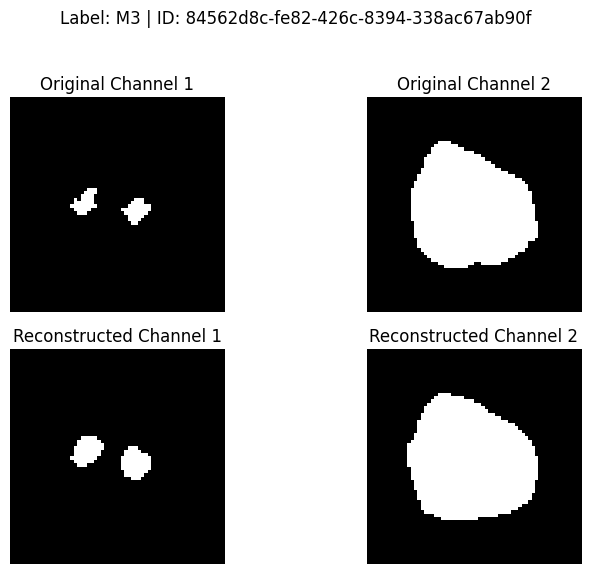 Label: M3 | ID: 84562d8c-fe82-426c-8394-338ac67ab90f
Original Channel 1
Original Channel 2
Reconstructed Channel 1
Reconstructed Channel 2